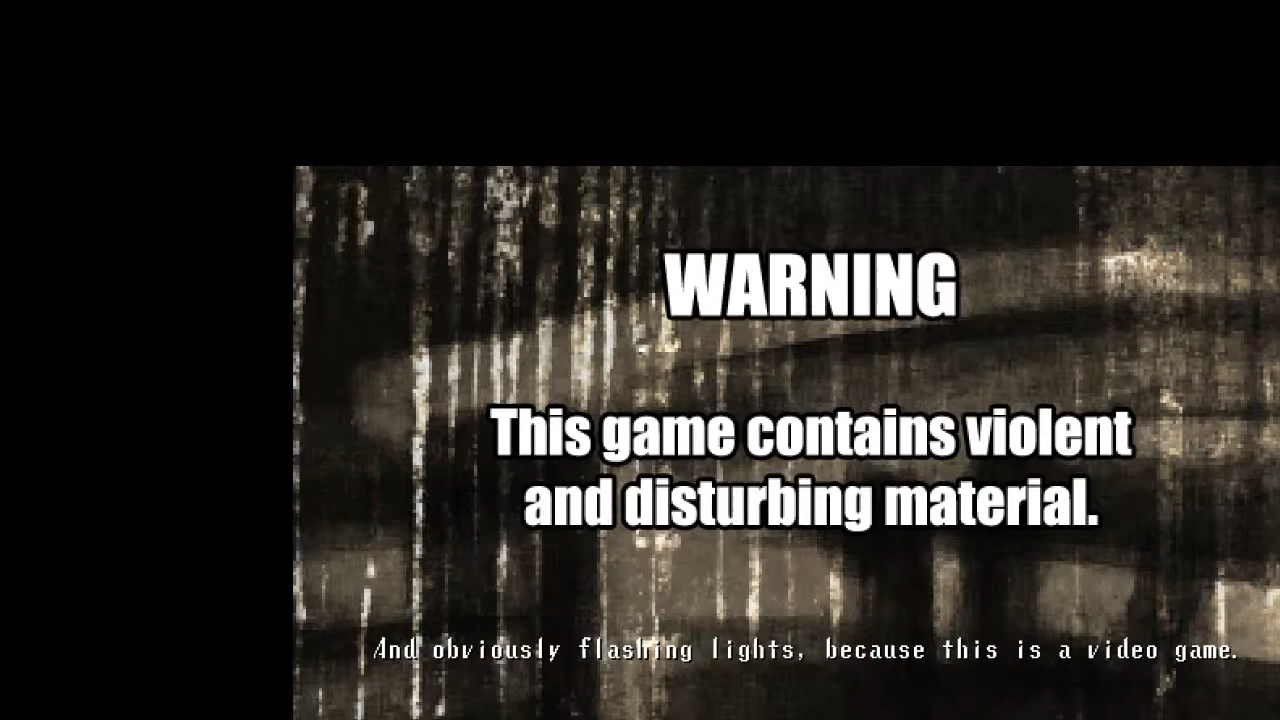 WARNING
This game contains violent
and disturbing material.
And obviously flashing lights, because this is a video game.